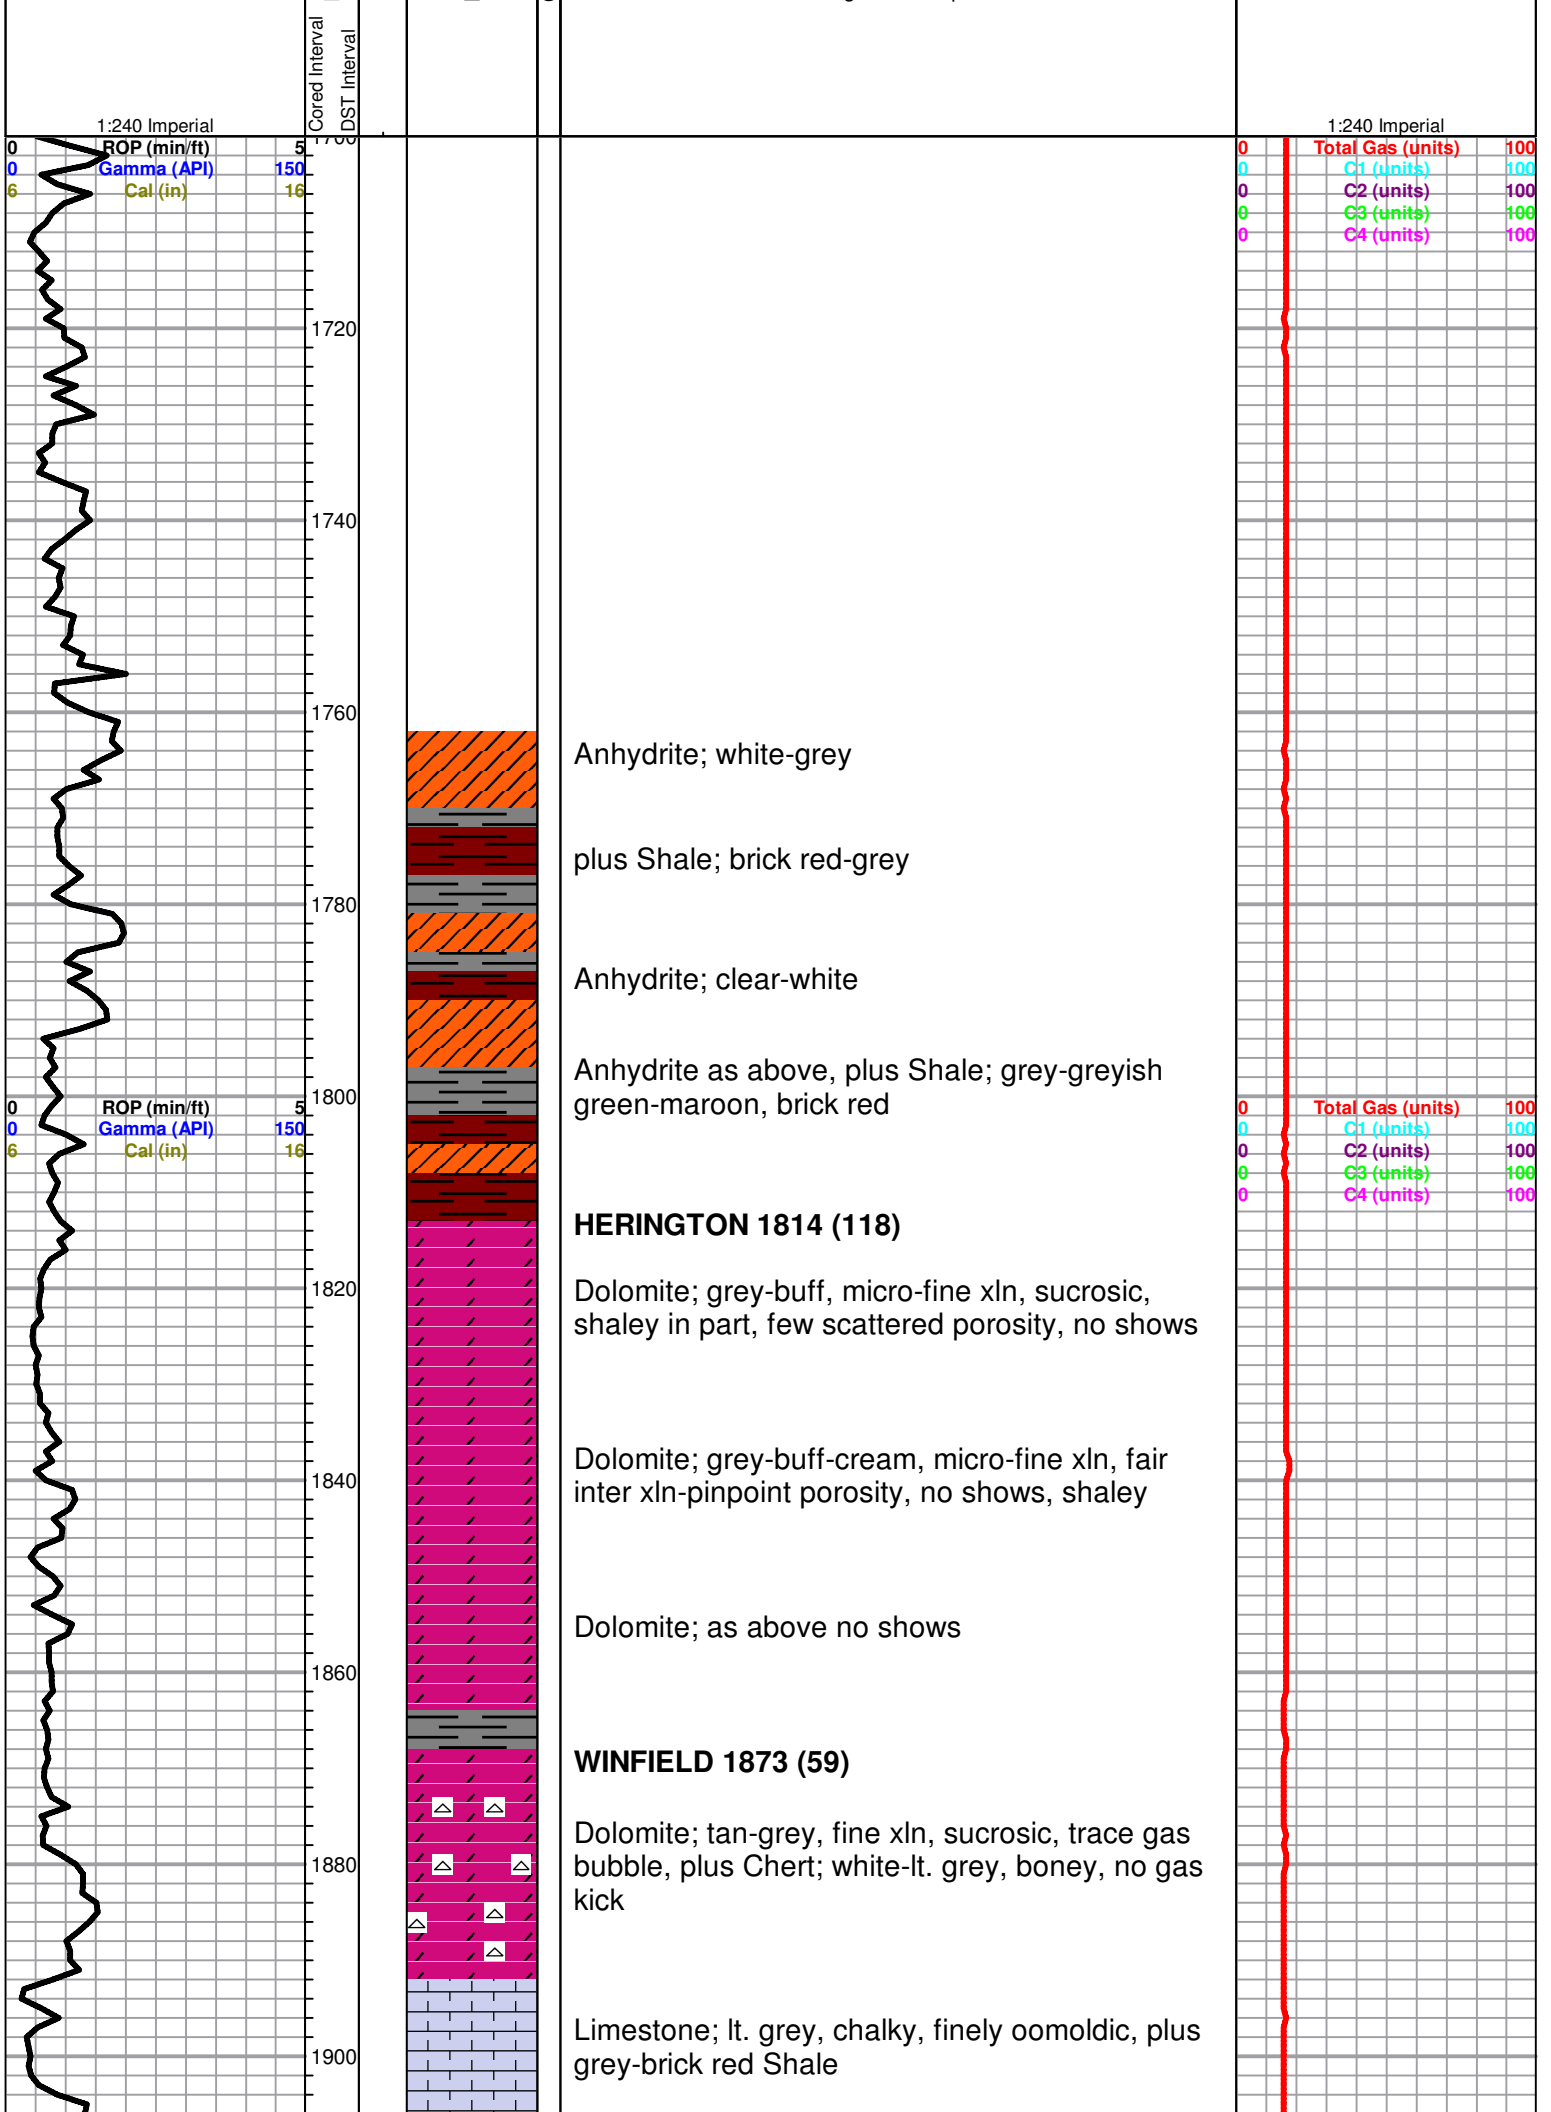 Cored Interval
DST Interval
1:240 Imperial
1:240 Imperial
1700
0 ROP (min/ft) 5
0 Gamma (API) 150
6 Cal (in) 16
0 Total Gas (units) 100
0 C1 (units) 100
0 C2 (units) 100
0 C3 (units) 100
0 C4 (units) 100
1720
1740
1760
Anhydrite; white-grey
plus Shale; brick red-grey
1780
Anhydrite; clear-white
Anhydrite as above, plus Shale; grey-greyish
green-maroon, brick red
1800
0 ROP (min/ft) 5
0 Gamma (API) 150
6 Cal (in) 16
0 Total Gas (units) 100
0 C1 (units) 100
0 C2 (units) 100
0 C3 (units) 100
0 C4 (units) 100
HERINGTON 1814 (118)
1820
Dolomite; grey-buff, micro-fine xln, sucrosic,
shaley in part, few scattered porosity, no shows
Dolomite; grey-buff-cream, micro-fine xln, fair
inter xln-pinpoint porosity, no shows, shaley
1840
Dolomite; as above no shows
1860
WINFIELD 1873 (59)
Dolomite; tan-grey, fine xln, sucrosic, trace gas
bubble, plus Chert; white-lt. grey, boney, no gas
kick
1880
Limestone; lt. grey, chalky, finely oomoldic, plus
grey-brick red Shale
1900